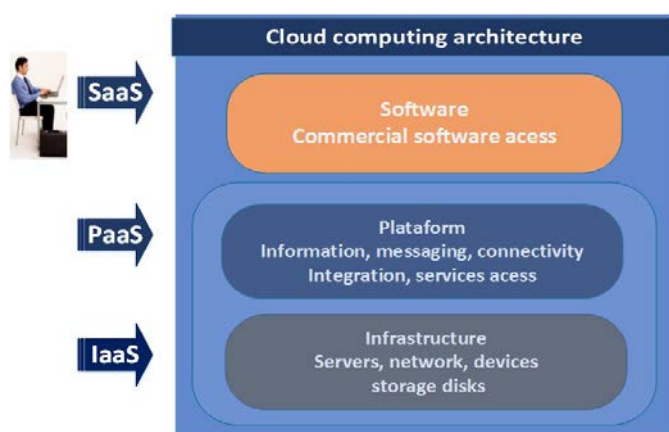 Cloud computing architecture
SaaS
Software
Commercial software acess
PaaS
Plataform
Information, messaging, connectivity
Integration, services acess
IaaS
Infrastructure
Servers, network, devices
storage disks